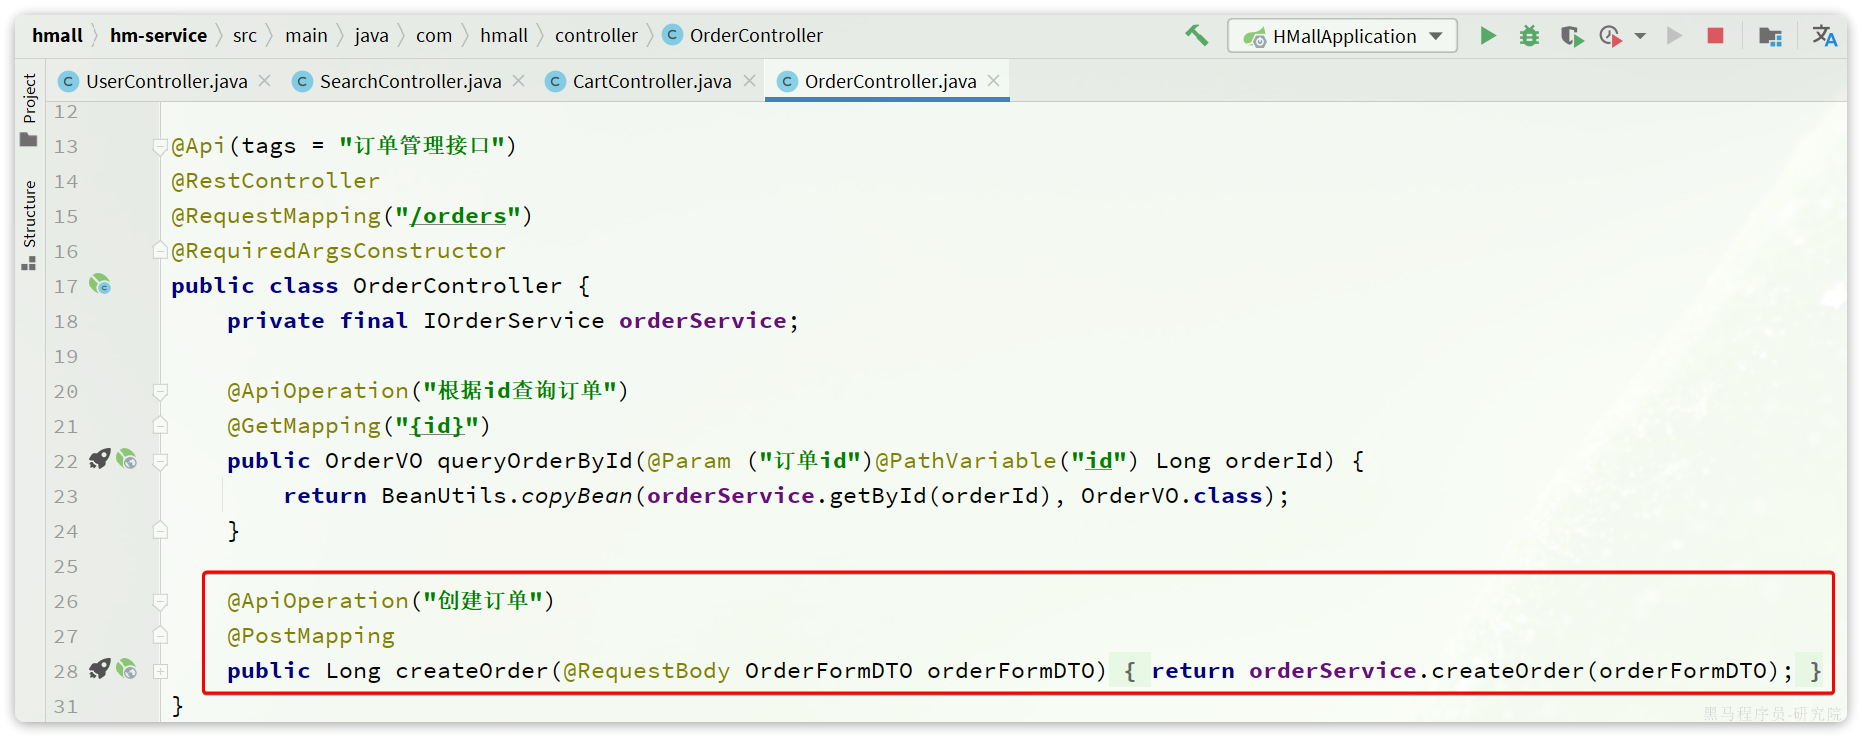 hmall hm-service src main java com hmall controller OrderController HMallApplication
UserController.java SearchController.java CartController.java OrderController.java
Project
Structure
12
13 @Api(tags = "订单管理接口")
14 @RestController
15 @RequestMapping("/orders")
16 @RequiredArgsConstructor
17 public class OrderController {
18 private final IOrderService orderService;
19
20 @ApiOperation("根据id查询订单")
21 @GetMapping("{id}")
22 public OrderVO queryOrderById(@Param ("订单id")@PathVariable("id") Long orderId) {
23 return BeanUtils.copyBean(orderService.getById(orderId), OrderVO.class);
24 }
25
26 @ApiOperation("创建订单")
27 @PostMapping
28 public Long createOrder(@RequestBody OrderFormDTO orderFormDTO) { return orderService.createOrder(orderFormDTO); }
31 }
黑马程序员-研究院